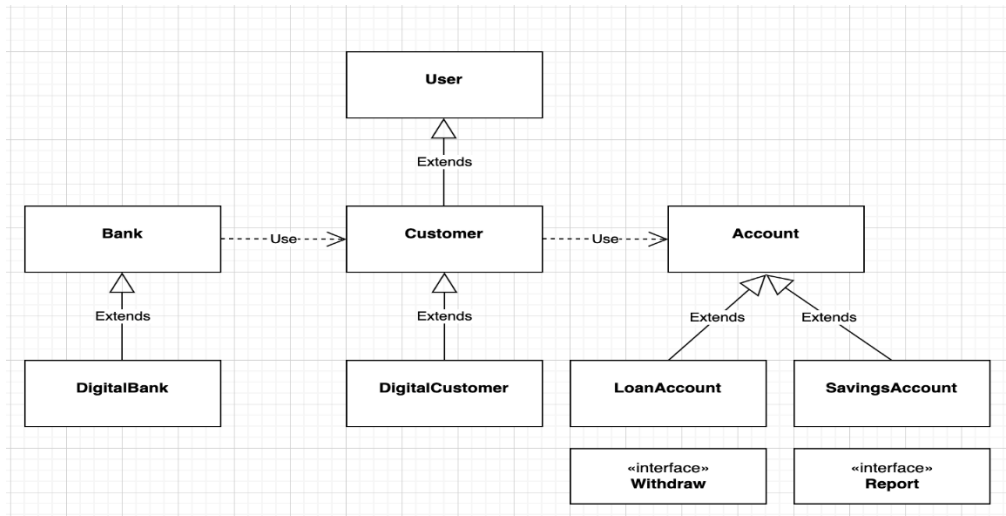 User
Extends
Bank
Use
Customer
Use
Account
Extends
Extends
Extends
Extends
DigitalBank
DigitalCustomer
LoanAccount
SavingsAccount
«interface»
Withdraw
«interface»
Report